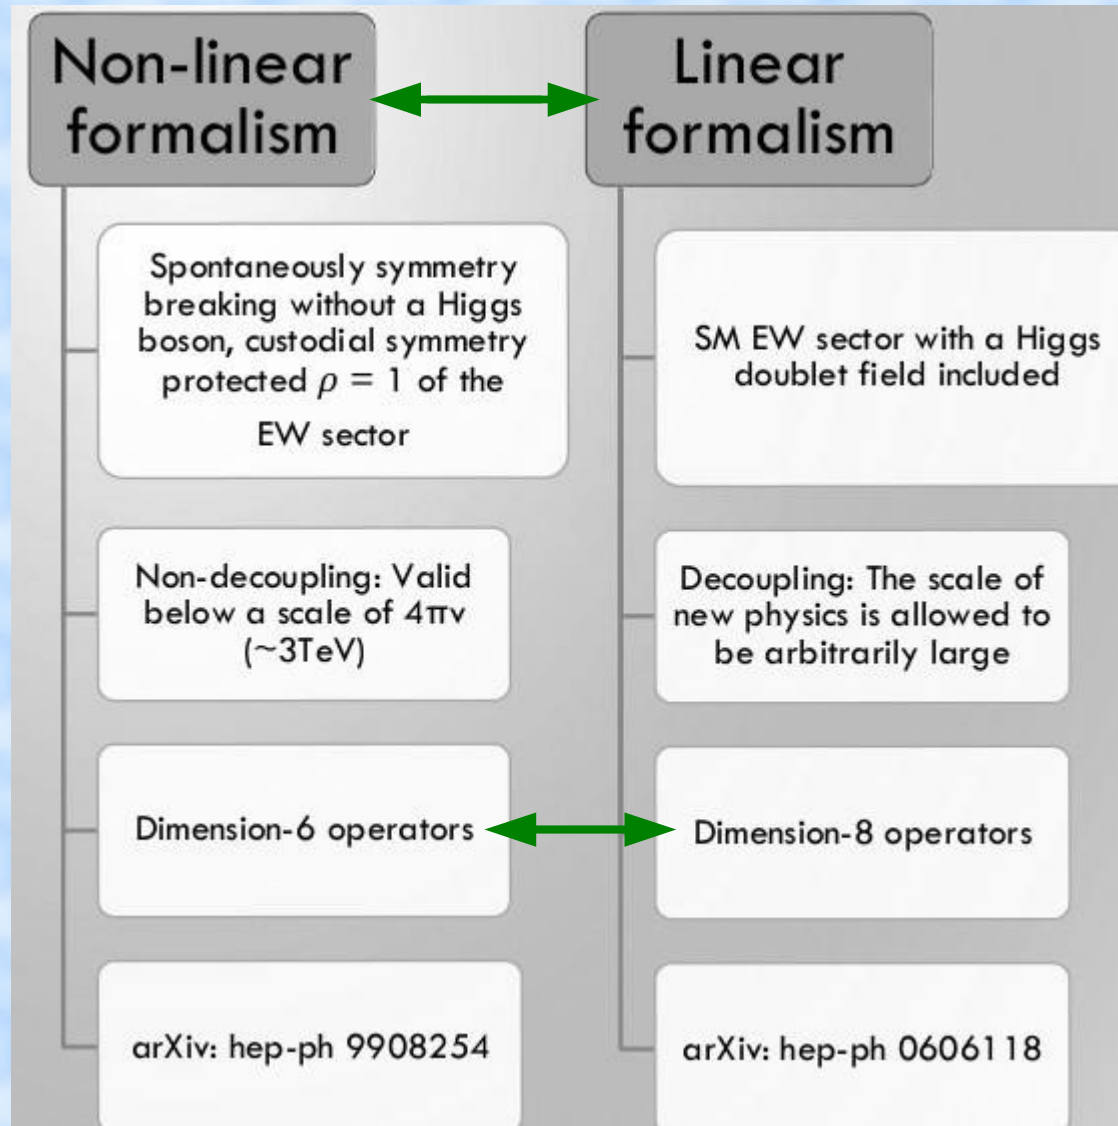 Non-linear
formalism
Spontaneously symmetry
breaking without a Higgs
boson, custodial symmetry
protected ρ = 1 of the
EW sector
Non-decoupling: Valid
below a scale of 4πv
(~3TeV)
Dimension-6 operators
arXiv: hep-ph 9908254
Linear
formalism
SM EW sector with a Higgs
doublet field included
Decoupling: The scale of
new physics is allowed to
be arbitrarily large
Dimension-8 operators
arXiv: hep-ph 0606118